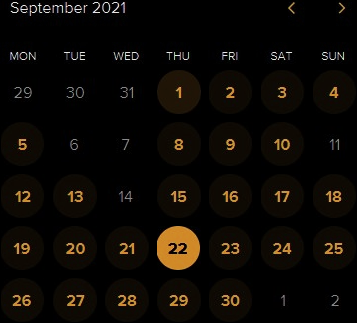 September 2021
MON TUE WED THU FRI SAT SUN
29 30 31 1 2 3 4
5 6 7 8 9 10 11
12 13 14 15 16 17 18
19 20 21 22 23 24 25
26 27 28 29 30 1 2